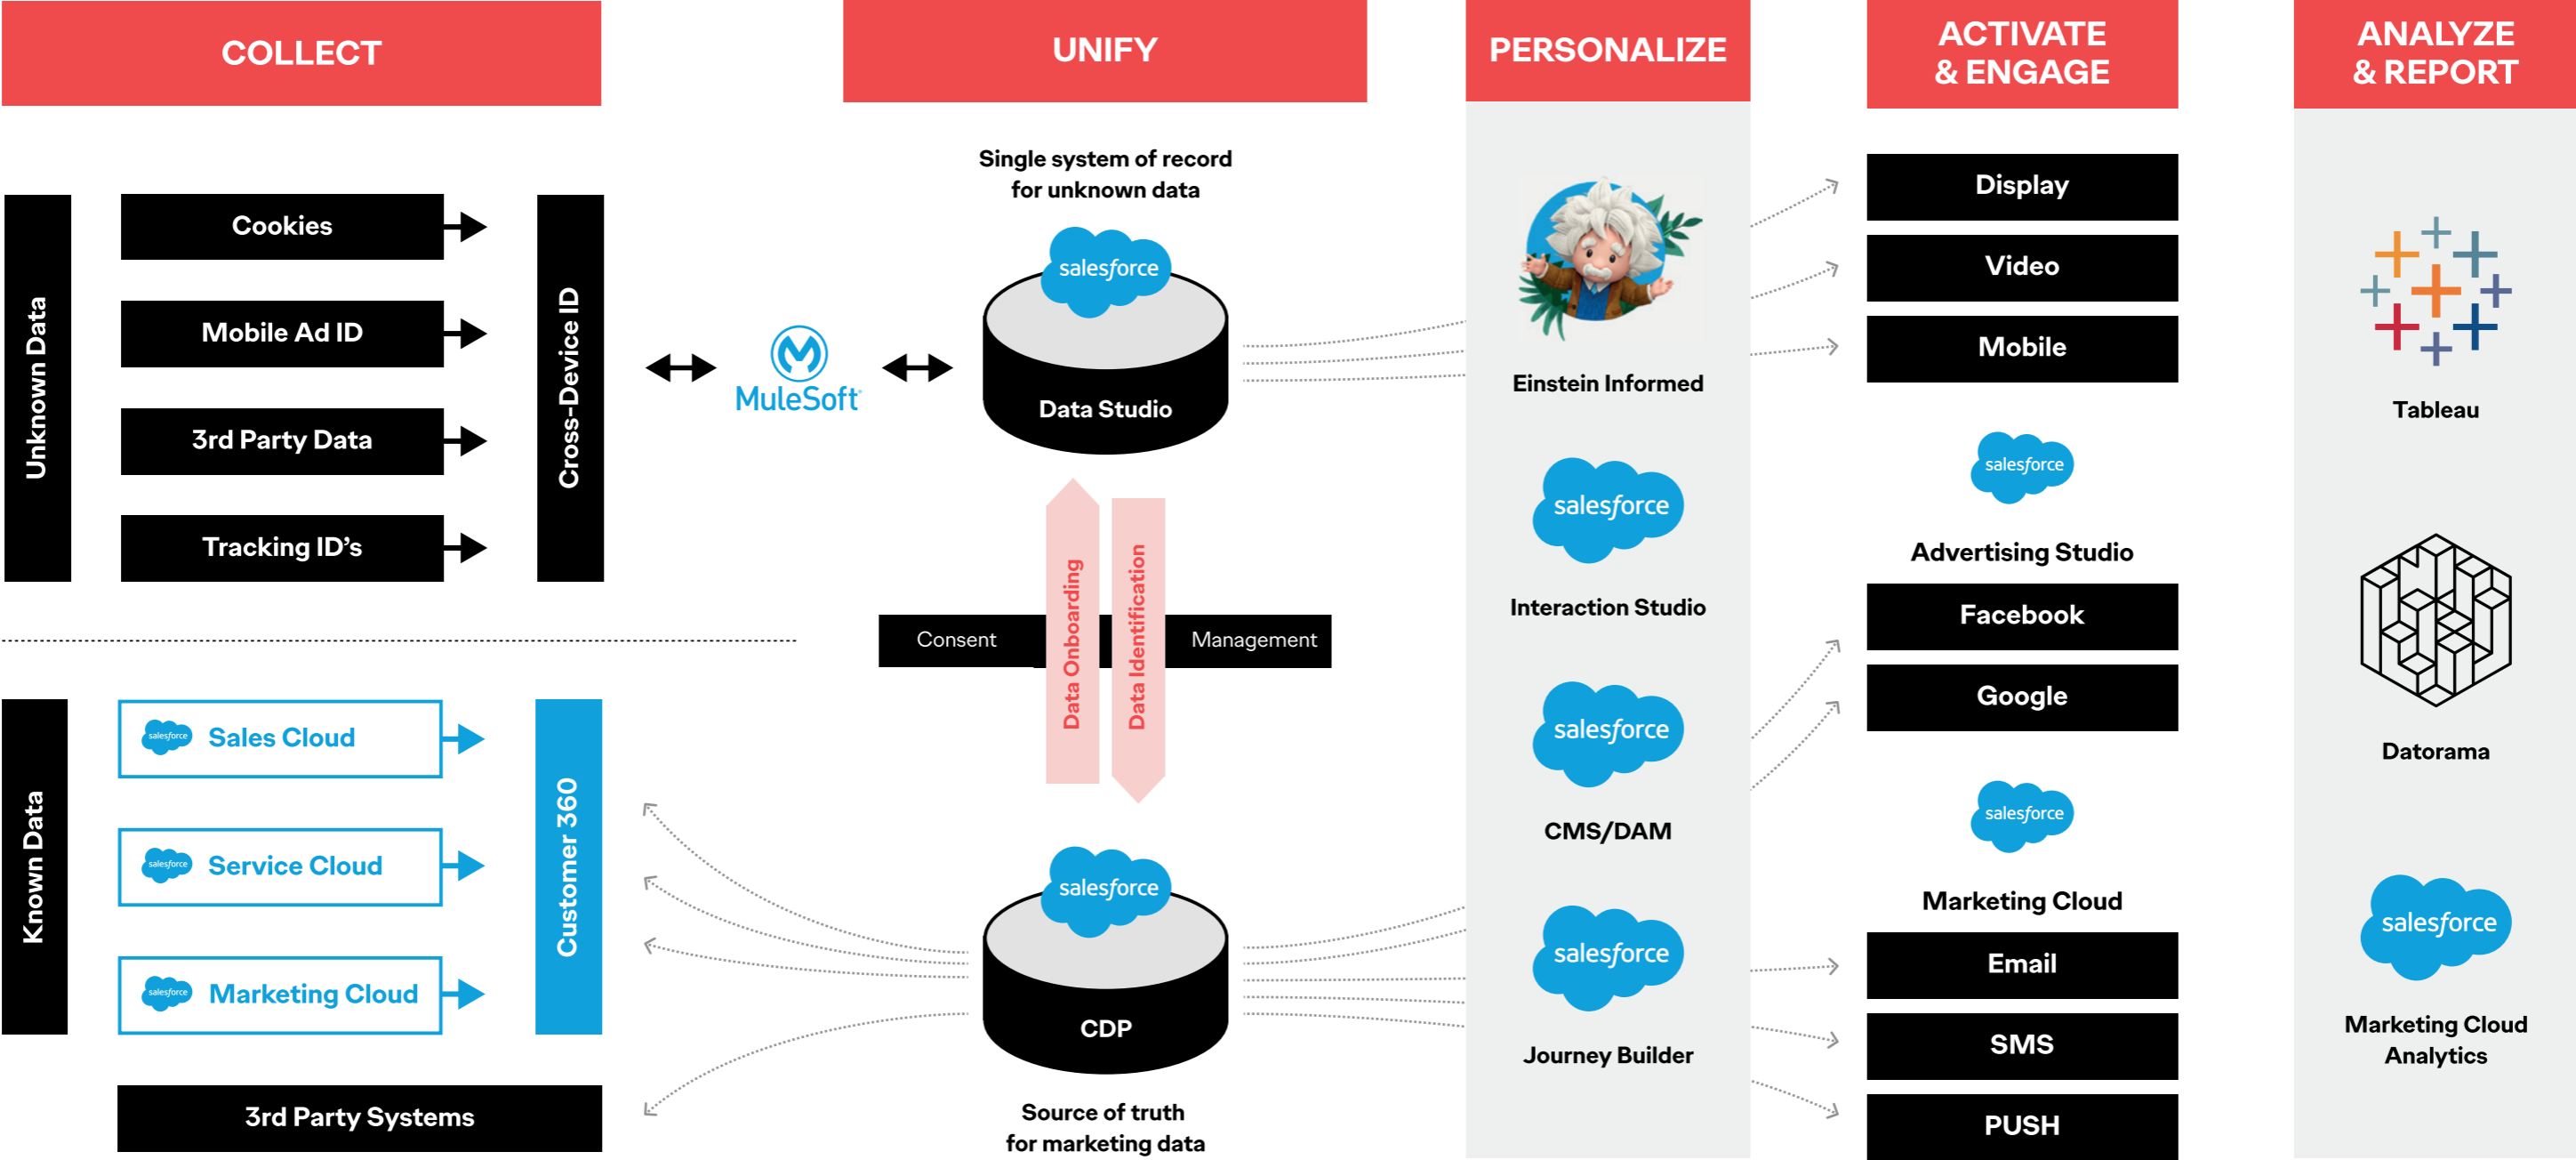 COLLECT
UNIFY
PERSONALIZE
ACTIVATE
& ENGAGE
ANALYZE
& REPORT
Unknown Data
Cookies
Mobile Ad ID
3rd Party Data
Tracking ID’s
Cross-Device ID
MuleSoft
Single system of record
for unknown data
salesforce
Data Studio
Data Onboarding
Data Identification
Consent
Management
Known Data
salesforce
Sales Cloud
salesforce
Service Cloud
salesforce
Marketing Cloud
Customer 360
3rd Party Systems
salesforce
CDP
Source of truth
for marketing data
Einstein Informed
salesforce
Interaction Studio
salesforce
CMS/DAM
salesforce
Journey Builder
Display
Video
Mobile
salesforce
Advertising Studio
Facebook
Google
salesforce
Marketing Cloud
Email
SMS
PUSH
Tableau
Datorama
salesforce
Marketing Cloud
Analytics